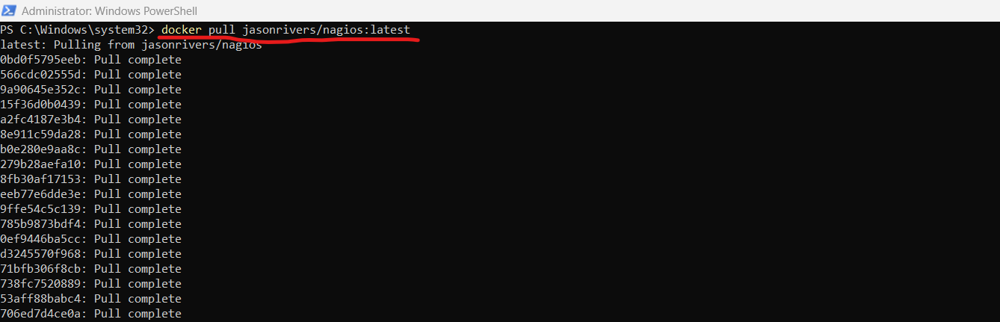 Administrator: Windows PowerShell
PS C:\Windows\system32> docker pull jasonrivers/nagios:latest
latest: Pulling from jasonrivers/nagios
0bd0f5795eeb: Pull complete
566cdc02555d: Pull complete
9a90645e352c: Pull complete
15f36d0b0439: Pull complete
a2fc4187e3b4: Pull complete
8e911c59da28: Pull complete
b0e280e9aa8c: Pull complete
279b28aefa10: Pull complete
8fb30af17153: Pull complete
eeb77e6dde3e: Pull complete
9ffe54c5c139: Pull complete
785b9873bdf4: Pull complete
0ef9446ba5cc: Pull complete
d3245570f968: Pull complete
71bfb306f8cb: Pull complete
738fc7520889: Pull complete
53aff88babc4: Pull complete
706ed7d4ce0a: Pull complete